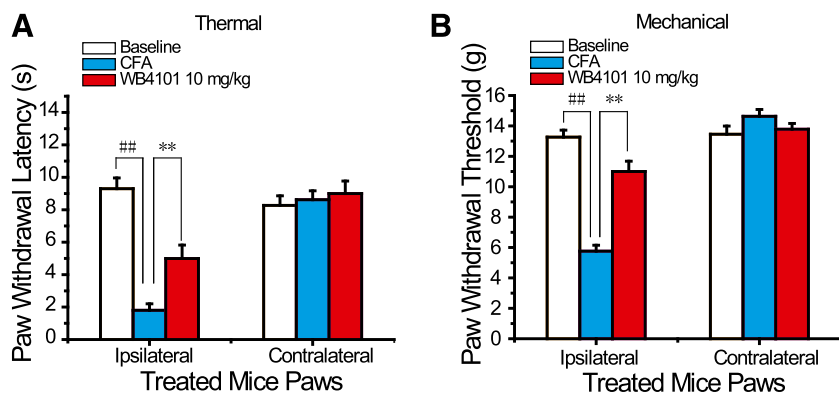 A
Thermal
Baseline
CFA
WB4101 10 mg/kg
Paw Withdrawal Latency (s)
14
12
10
8
6
4
2
0
##
**
Ipsilateral
Contralateral
Treated Mice Paws
B
Mechanical
Baseline
CFA
WB4101 10 mg/kg
Paw Withdrawal Threshold (g)
16
14
12
10
8
6
4
2
0
##
**
Ipsilateral
Contralateral
Treated Mice Paws